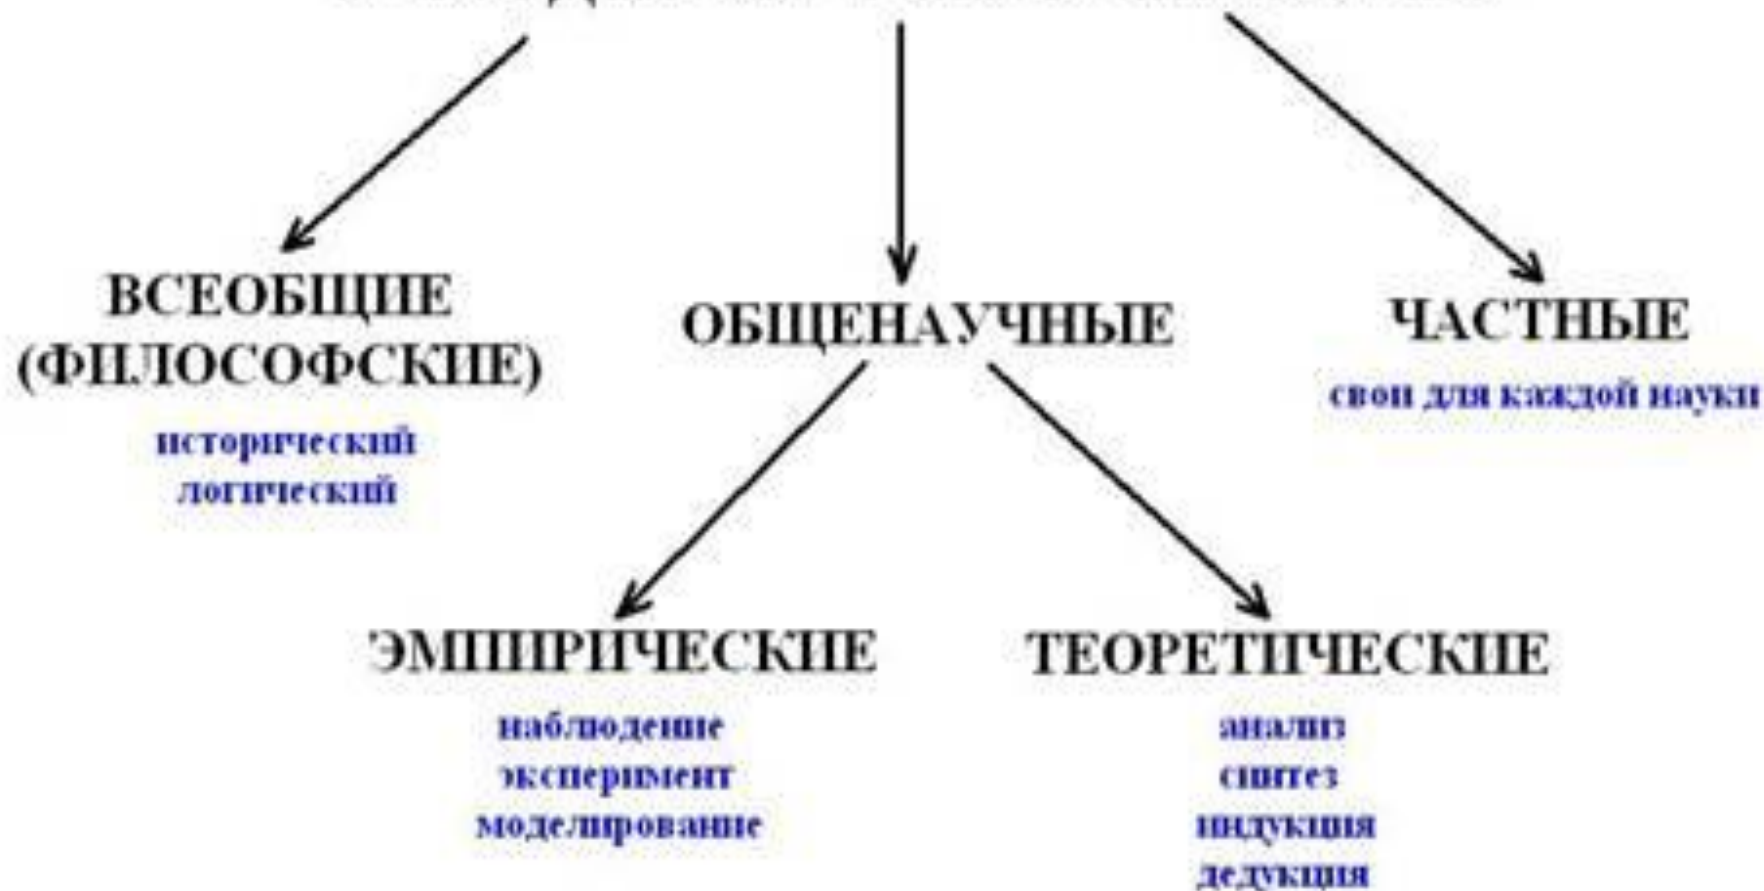 ВСЕОБЩИЕ
(ФИЛОСОФСКИЕ)
исторический
логический
ОБЩЕНАУЧНЫЕ
ЧАСТНЫЕ
свои для каждой науки
ЭМПИРИЧЕСКИЕ
наблюдение
эксперимент
моделирование
ТЕОРЕТИЧЕСКИЕ
анализ
синтез
индукция
дедукция